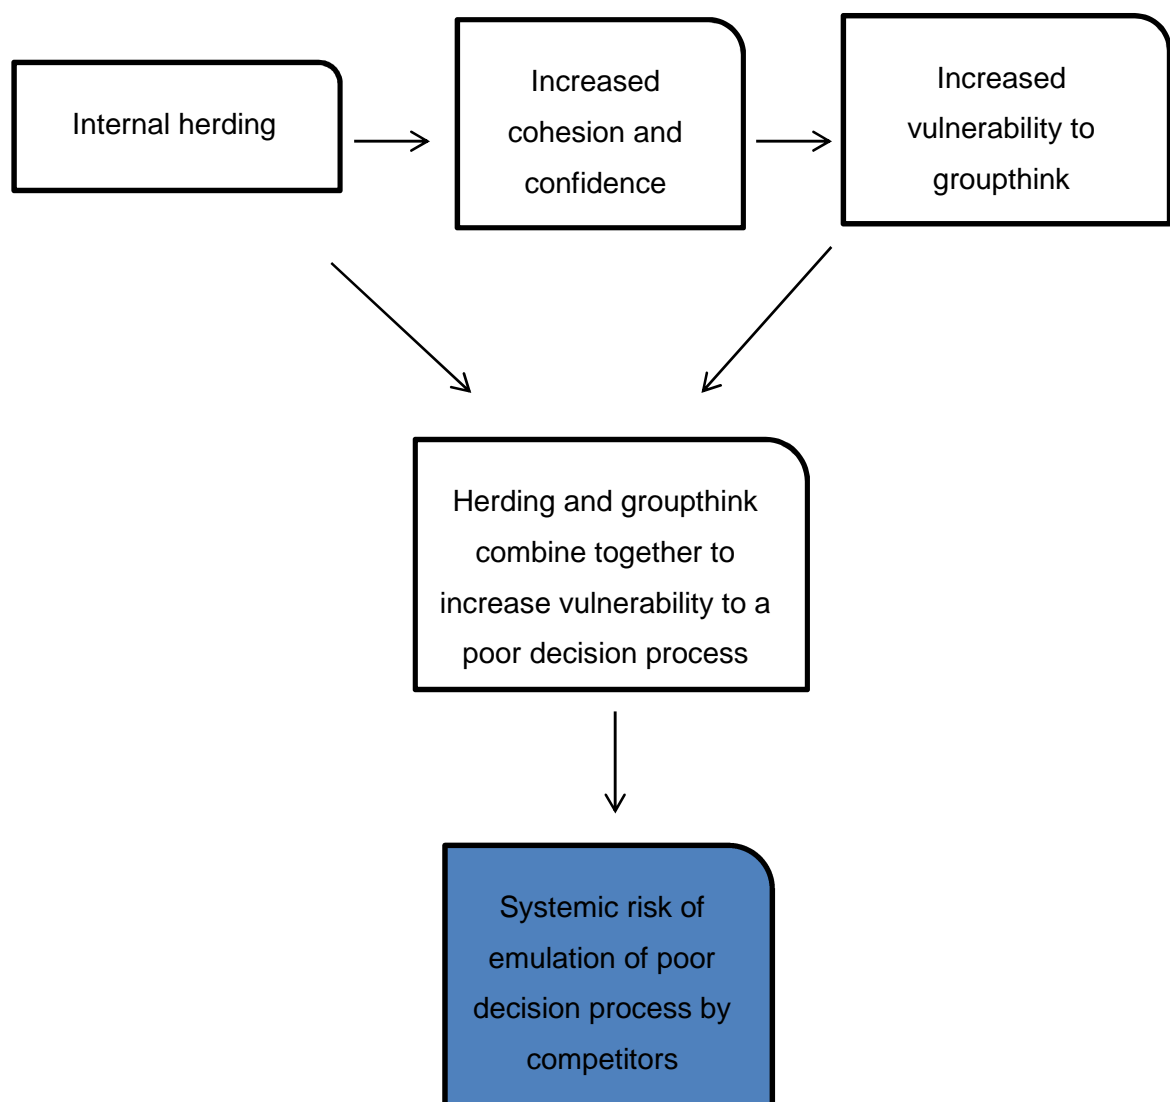 Internal herding
Increased
cohesion and
confidence
Increased
vulnerability to
groupthink
Herding and groupthink
combine together to
increase vulnerability to a
poor decision process
Systemic risk of
emulation of poor
decision process by
competitors